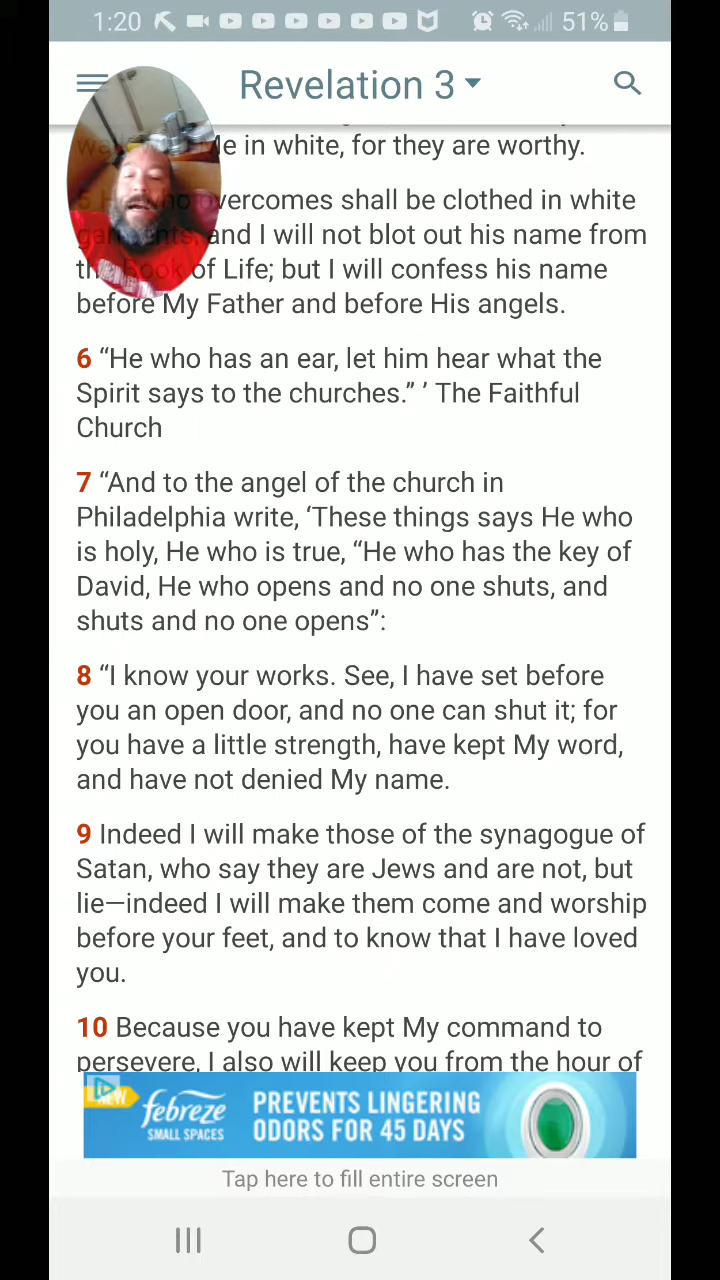 1:20
51%
Revelation 3
Me in white, for they are worthy.
5 overcomes shall be clothed in white
and I will not blot out his name from
of Life; but I will confess his name
before My Father and before His angels.
6 “He who has an ear, let him hear what the
Spirit says to the churches.” ’ The Faithful
Church
7 “And to the angel of the church in
Philadelphia write, ‘These things says He who
is holy, He who is true, “He who has the key of
David, He who opens and no one shuts, and
shuts and no one opens”:
8 “I know your works. See, I have set before
you an open door, and no one can shut it; for
you have a little strength, have kept My word,
and have not denied My name.
9 Indeed I will make those of the synagogue of
Satan, who say they are Jews and are not, but
lie—indeed I will make them come and worship
before your feet, and to know that I have loved
you.
10 Because you have kept My command to
persevere, I also will keep you from the hour of
NEW
febreze
SMALL SPACES
PREVENTS LINGERING
ODORS FOR 45 DAYS
Tap here to fill entire screen